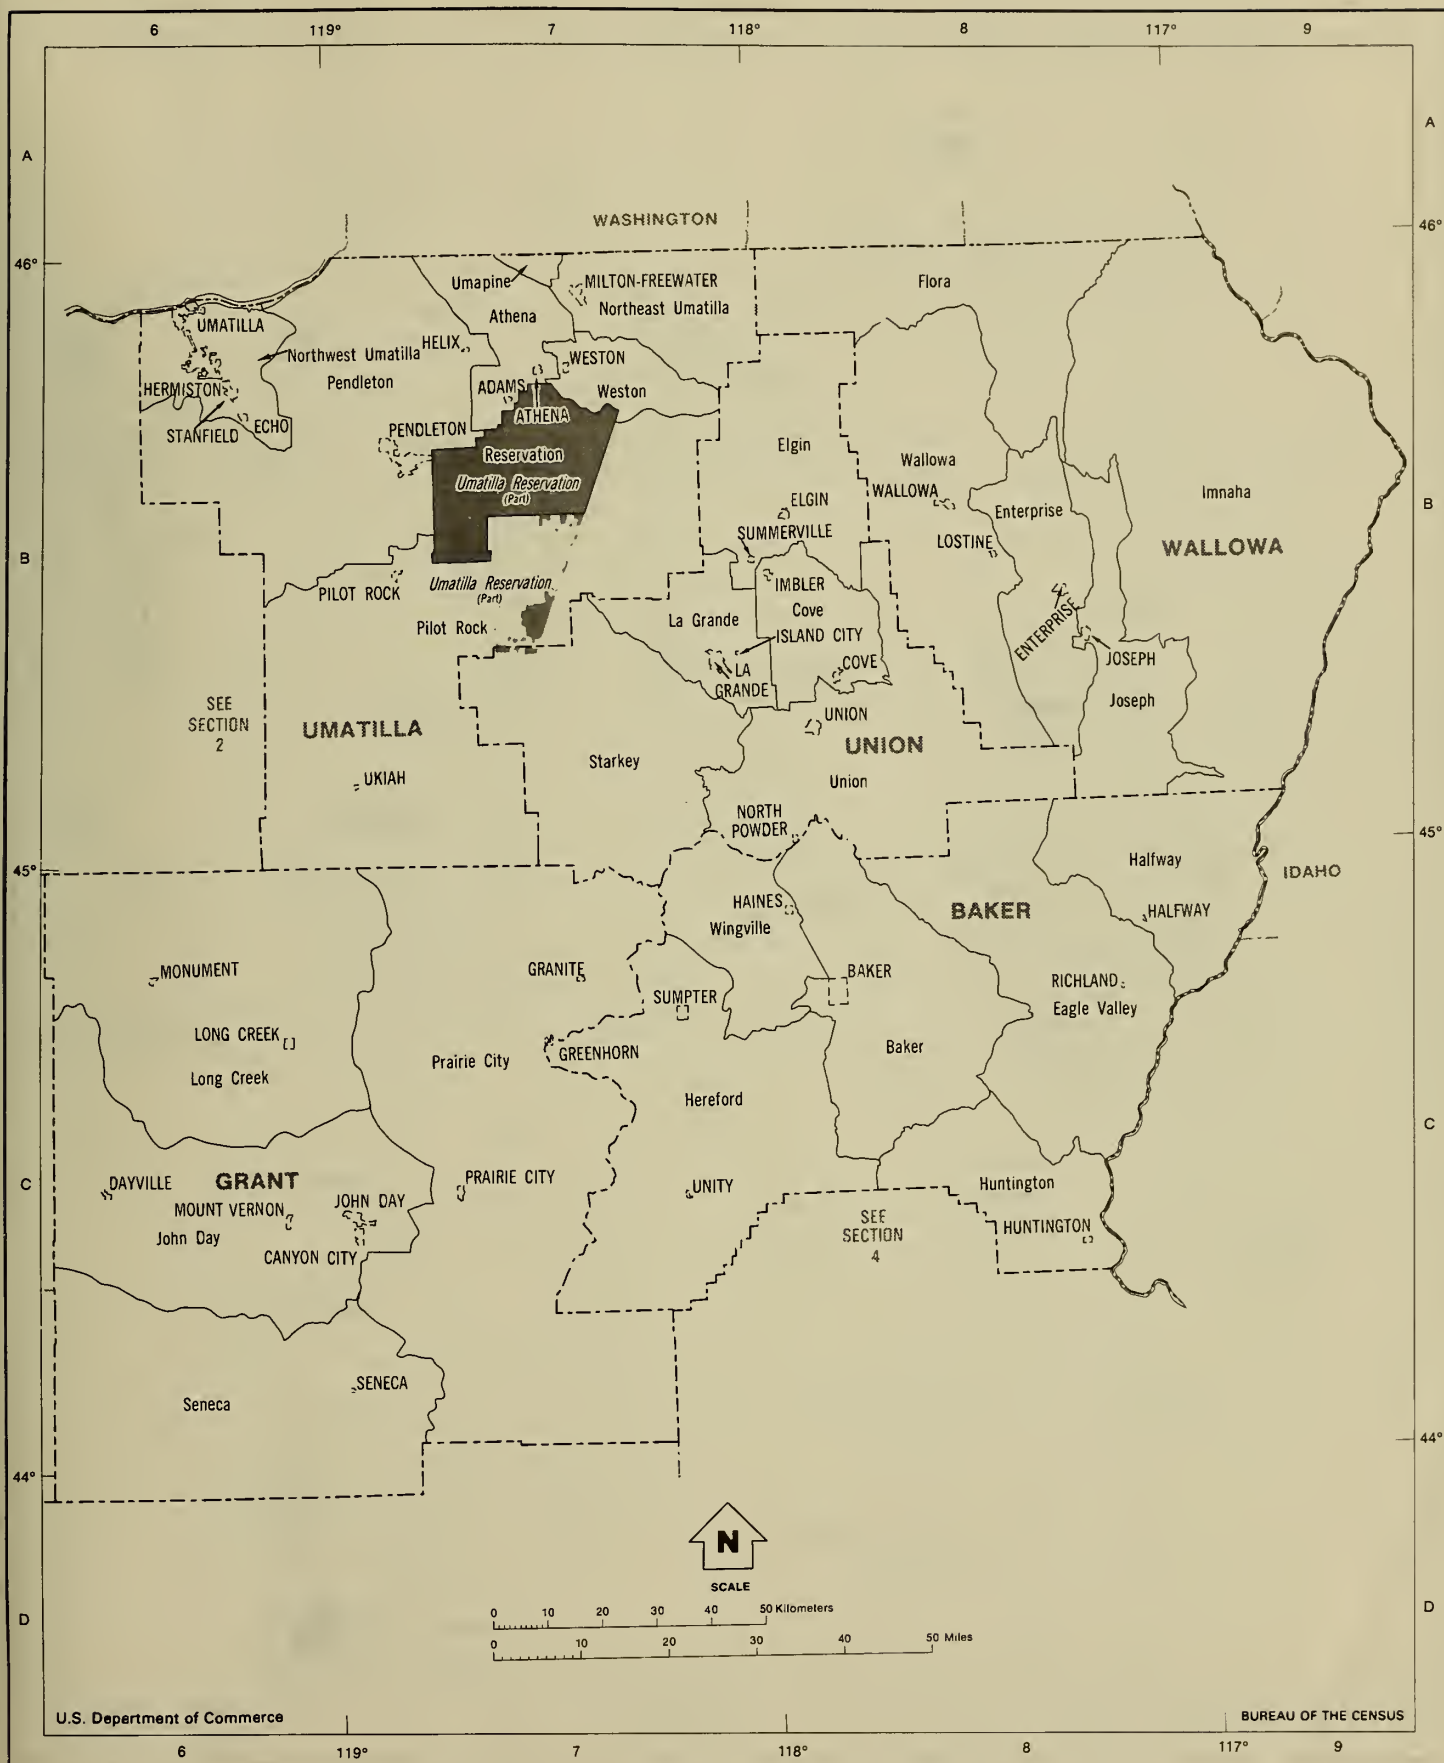 6 119° 7 118° 8 117° 9
A
A
WASHINGTON
46°
46°
Umapine
MILTON-FREEWATER
Flora
Northeast Umatilla
Athena
UMATILLA
HELIX
Northwest Umatilla
WESTON
Pendleton
HERMISTON
ADAMS
Weston
ATHENA
STANFIELD
ECHO
PENDLETON
Elgin
Reservation
Wallowa
Umatilla Reservation
(Part)
WALLOWA
Imnaha
ELGIN
Enterprise
B
SUMMERVILLE
LOSTINE
WALLOWA
B
PILOT ROCK
Umatilla Reservation
(Part)
IMBLER
Cove
La Grande
Pilot Rock
ISLAND CITY
ENTERPRISE
COVE
JOSEPH
LA
GRANDE
Joseph
SEE
SECTION
2
UNION
UMATILLA
UNION
Starkey
UKIAH
Union
NORTH
POWDER
45°
45°
Halfway
IDAHO
HAINES
BAKER
HALFWAY
Wingville
MONUMENT
GRANITE
BAKER
RICHLAND
SUMPTER
Eagle Valley
LONG CREEK
GREENHORN
Baker
Prairie City
Long Creek
Hereford
C
C
DAYVILLE
GRANT
PRAIRIE CITY
UNITY
Huntington
MOUNT VERNON
JOHN DAY
John Day
SEE
SECTION
4
HUNTINGTON
CANYON CITY
SENECA
Seneca
44°
44°
N
SCALE
0 10 20 30 40 50 Kilometers
0 10 20 30 40 50 Miles
D
D
U.S. Department of Commerce
BUREAU OF THE CENSUS
6 119° 7 118° 8 117° 9